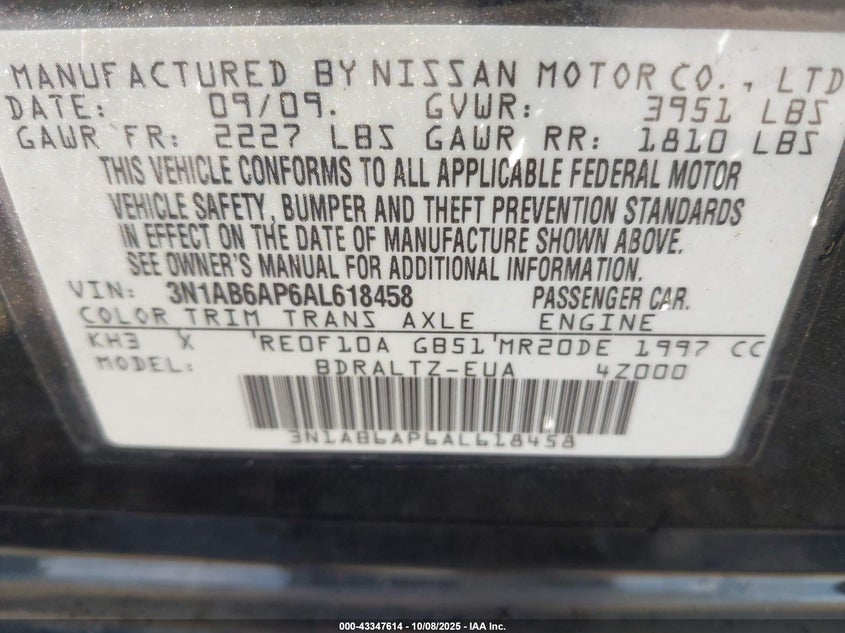 MANUFACTURED BY NISSAN MOTOR CO., LTD
DATE: 09/09. GVWR: 3951 LBS
GAWR FR: 2227 LBS GAWR RR: 1810 LBS
THIS VEHICLE CONFORMS TO ALL APPLICABLE FEDERAL MOTOR
VEHICLE SAFETY, BUMPER AND THEFT PREVENTION STANDARDS
IN EFFECT ON THE DATE OF MANUFACTURE SHOWN ABOVE.
SEE OWNER'S MANUAL FOR ADDITIONAL INFORMATION.
VIN: 3N1AB6AP6AL618458 PASSENGER CAR.
COLOR TRIM TRANS AXLE ENGINE
KH3 X 'RE0F10A GB51'MR20DE 1997 CC
MODEL: BDRALTZ-EUA 4Z000
3N1AB6AP6AL618458
000-43347614 - 10/08/2025 - IAA Inc.